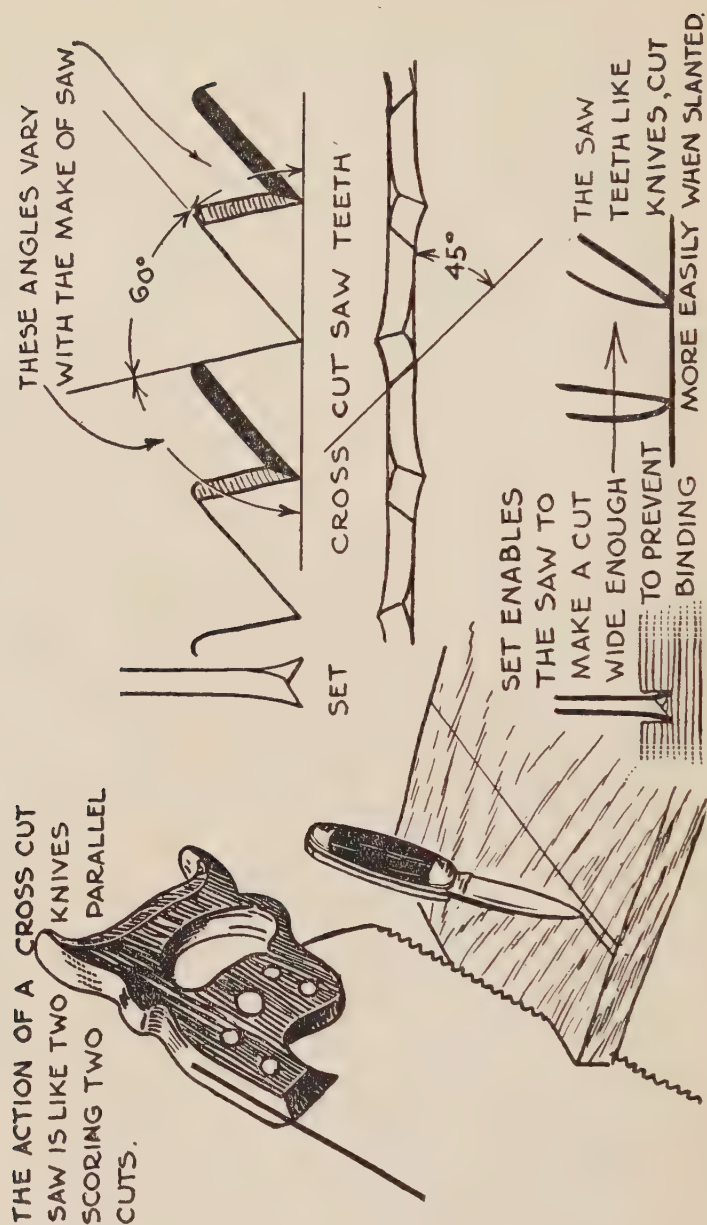 THE ACTION OF A CROSS CUT
SAW IS LIKE TWO KNIVES
SCORING TWO PARALLEL
CUTS.
THESE ANGLES VARY
WITH THE MAKE OF SAW,
60°
SET
CROSS CUT SAW TEETH
45°
SET ENABLES
THE SAW TO
MAKE A CUT
WIDE ENOUGH
TO PREVENT
BINDING
THE SAW
TEETH LIKE
KNIVES, CUT
MORE EASILY WHEN SLANTED.